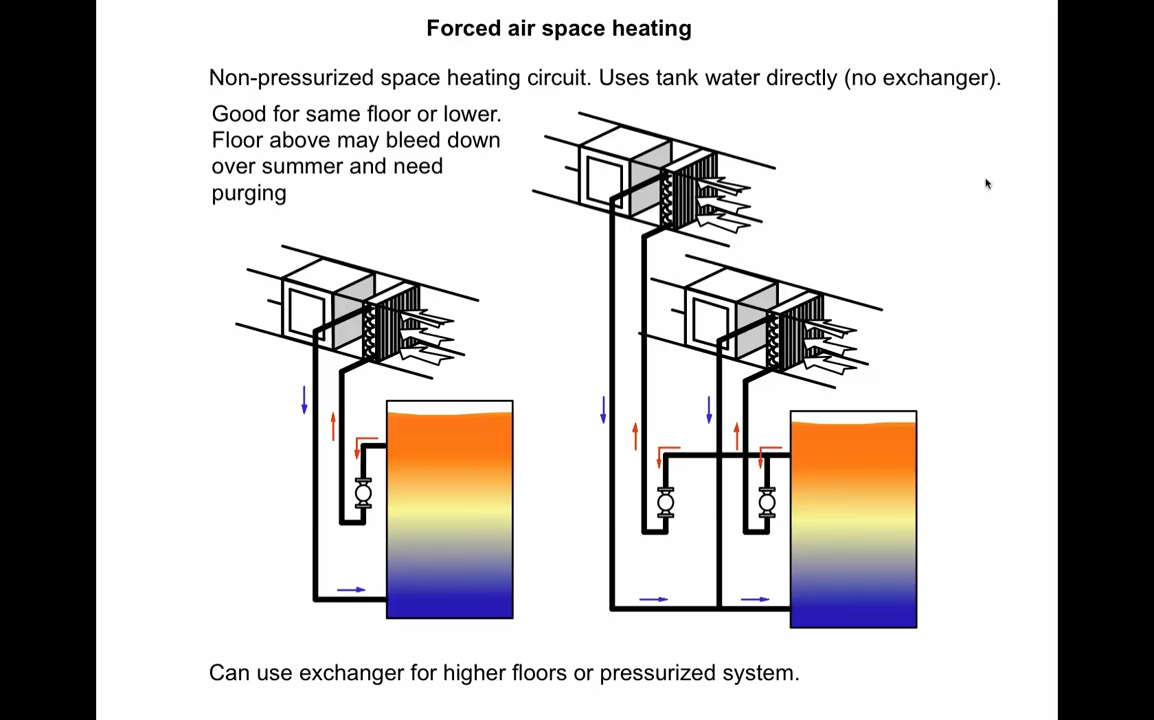 Forced air space heating
Non-pressurized space heating circuit. Uses tank water directly (no exchanger).
Good for same floor or lower.
Floor above may bleed down
over summer and need
purging
Can use exchanger for higher floors or pressurized system.